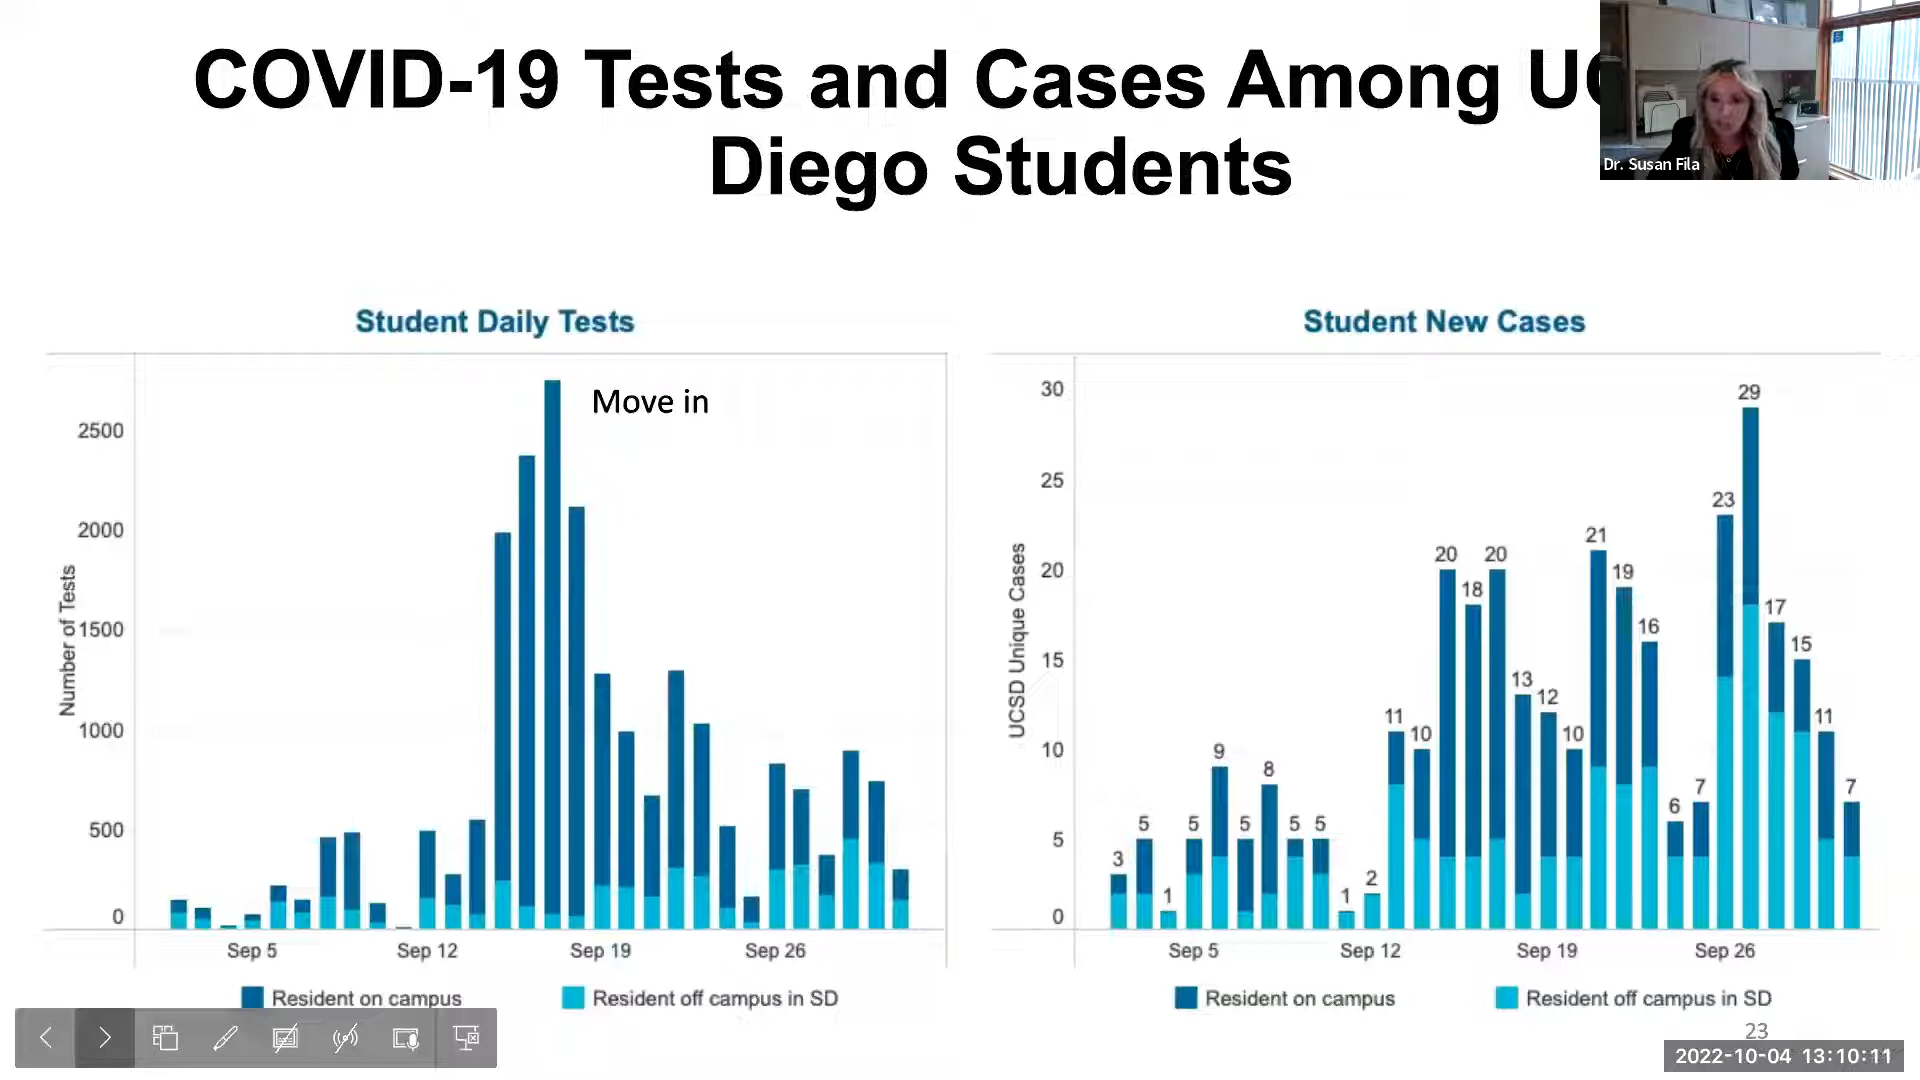 COVID-19 Tests and Cases Among UC
Diego Students
Dr. Susan Fila
Student Daily Tests
Move in
Number of Tests
2500
2000
1500
1000
500
0
Sep 5 Sep 12 Sep 19 Sep 26
Resident on campus Resident off campus in SD
Student New Cases
UCSD Unique Cases
30
25
20
15
10
5
0
3 5 1 5 9 5 8 5 5 1 2 11 10 20 18 20 13 12 10 21 19 16 6 7 23 29 17 15 11 7
Sep 5 Sep 12 Sep 19 Sep 26
Resident on campus Resident off campus in SD
23
2022-10-04 13:10:11